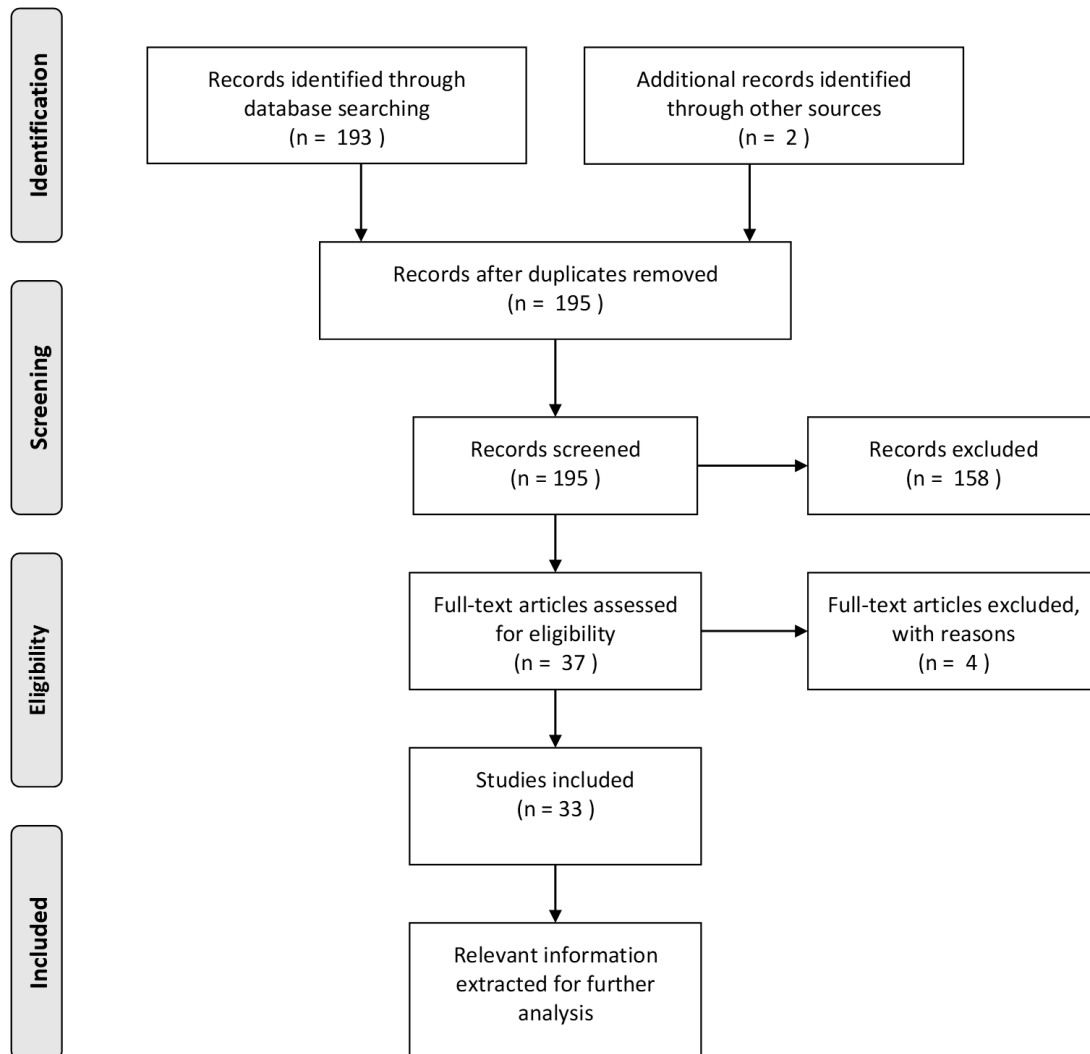 Identification
Records identified through
database searching
(n = 193 )
Additional records identified
through other sources
(n = 2 )
Records after duplicates removed
(n = 195 )
Screening
Records screened
(n = 195 )
Records excluded
(n = 158 )
Eligibility
Full-text articles assessed
for eligibility
(n = 37 )
Full-text articles excluded,
with reasons
(n = 4 )
Studies included
(n = 33 )
Included
Relevant information
extracted for further
analysis